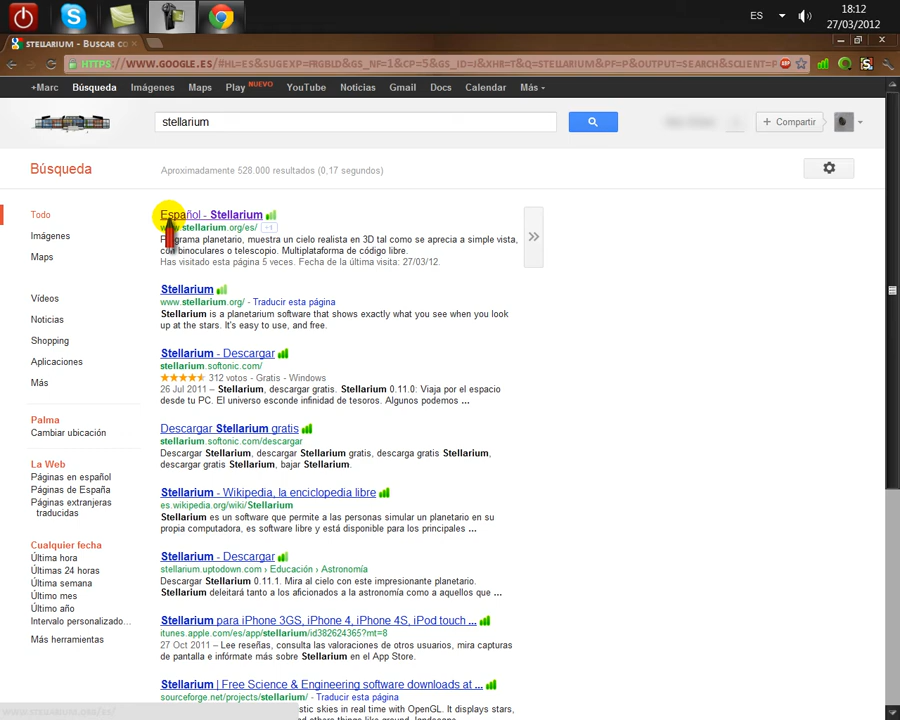 ES
18:12
27/03/2012
STELLARIUM - BUSCAR CO
HTTPS://WWW.GOOGLE.ES/#HL=ES&SUGEXP=FRGBLD&GS_NF=1&CP=5&GS_ID=J&XHR=T&Q=STELLARIUM&PF=P&OUTPUT=SEARCH&SCLIENT=P
+Marc Búsqueda Imágenes Maps Play NUEVO YouTube Noticias Gmail Docs Calendar Más
stellarium
+ Compartir
Búsqueda
Aproximadamente 528.000 resultados (0,17 segundos)
Todo
Imágenes
Maps
Vídeos
Noticias
Shopping
Aplicaciones
Más
Palma
Cambiar ubicación
La Web
Páginas en español
Páginas de España
Páginas extranjeras
traducidas
Cualquier fecha
Última hora
Últimas 24 horas
Última semana
Último mes
Último año
Intervalo personalizado...
Más herramientas
Español - Stellarium
www.stellarium.org/es/ +1
Programa planetario, muestra un cielo realista en 3D tal como se aprecia a simple vista,
con binoculares o telescopio. Multiplataforma de código libre.
Has visitado esta página 5 veces. Fecha de la última visita: 27/03/12.
Stellarium
www.stellarium.org/ - Traducir esta página
Stellarium is a planetarium software that shows exactly what you see when you look
up at the stars. It's easy to use, and free.
Stellarium - Descargar
stellarium.softonic.com/
312 votos - Gratis - Windows
26 Jul 2011 – Stellarium, descargar gratis. Stellarium 0.11.0: Viaja por el espacio
desde tu PC. El universo esconde infinidad de tesoros. Algunos podemos ...
Descargar Stellarium gratis
stellarium.softonic.com/descargar
Descargar Stellarium, descargar Stellarium gratis, descarga gratis Stellarium,
descargar gratis Stellarium, bajar Stellarium.
Stellarium - Wikipedia, la enciclopedia libre
es.wikipedia.org/wiki/Stellarium
Stellarium es un software que permite a las personas simular un planetario en su
propia computadora, es software libre y está disponible para los principales ...
Stellarium - Descargar
stellarium.uptodown.com › Educación › Astronomía
Descargar Stellarium 0.11.1. Mira al cielo con este impresionante planetario.
Stellarium deleitará tanto a los aficionados a la astronomía como a aquellos que ...
Stellarium para iPhone 3GS, iPhone 4, iPhone 4S, iPod touch ...
itunes.apple.com/es/app/stellarium/id382624365?mt=8
27 Oct 2011 – Lee reseñas, consulta las valoraciones de otros usuarios, mira capturas
de pantalla e infórmate más sobre Stellarium en el App Store.
Stellarium | Free Science & Engineering software downloads at ...
sourceforge.net/projects/stellarium/ - Traducir esta página
stic skies in real time with OpenGL. It displays stars,
WWW.STELLARIUM.ORG/ES/